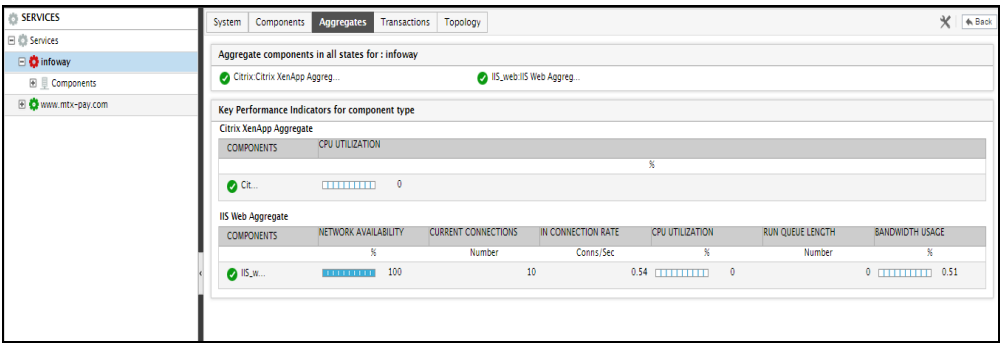 SERVICES
Services
infoway
Components
www.mtx-pay.com
System Components Aggregates Transactions Topology Back
Aggregate components in all states for : infoway
Citrix:Citrix XenApp Aggreg... IIS_web:IIS Web Aggreg...
Key Performance Indicators for component type
Citrix XenApp Aggregate
COMPONENTS CPU UTILIZATION
%
Cit... 0
IIS Web Aggregate
COMPONENTS NETWORK AVAILABILITY CURRENT CONNECTIONS IN CONNECTION RATE CPU UTILIZATION RUN QUEUE LENGTH BANDWIDTH USAGE
% Number Conns/Sec % Number %
IIS_w... 100 10 0.54 0 0 0.51